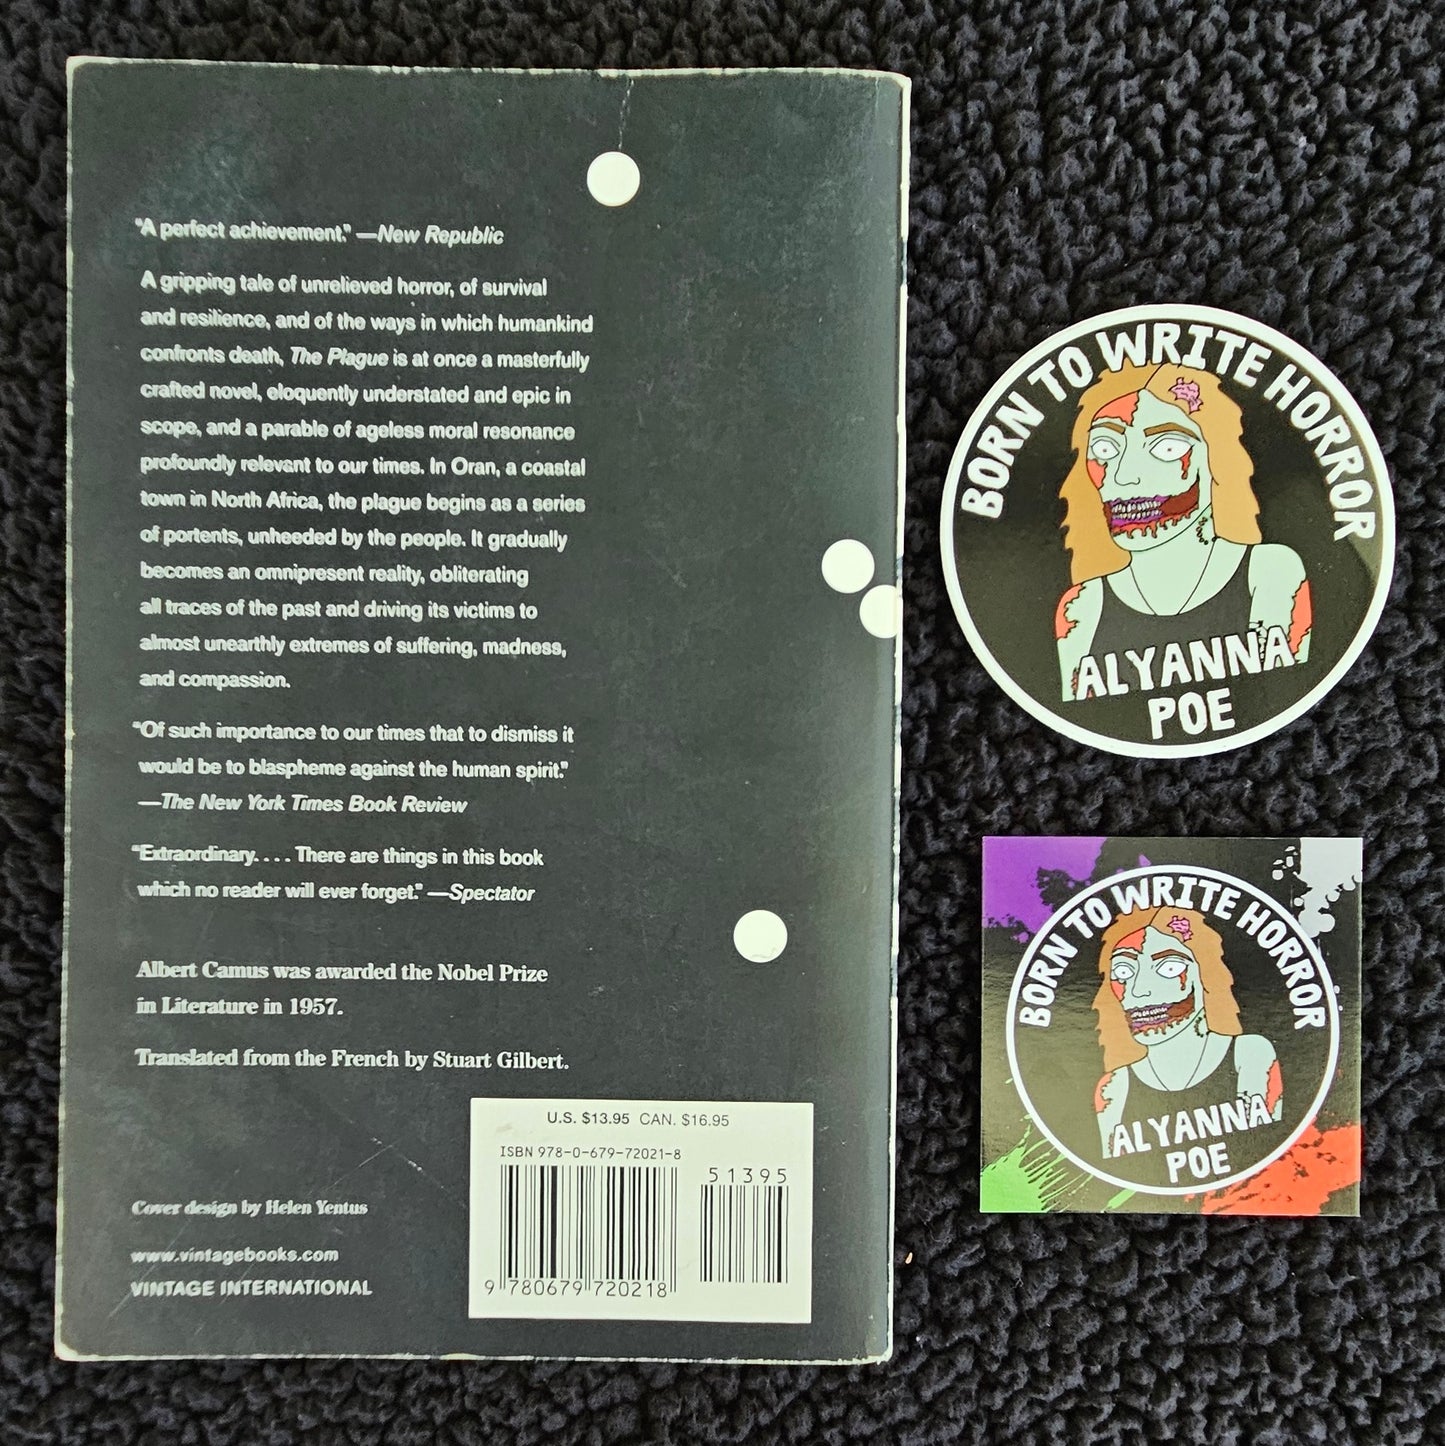 "A perfect achievement." —New Republic
A gripping tale of unrelieved horror, of survival
and resilience, and of the ways in which humankind
confronts death, The Plague is at once a masterfully
crafted novel, eloquently understated and epic in
scope, and a parable of ageless moral resonance
profoundly relevant to our times. In Oran, a coastal
town in North Africa, the plague begins as a series
of portents, unheeded by the people. It gradually
becomes an omnipresent reality, obliterating
all traces of the past and driving its victims to
almost unearthly extremes of suffering, madness,
and compassion.
"Of such importance to our times that to dismiss it
would be to blaspheme against the human spirit."
—The New York Times Book Review
"Extraordinary. . . . There are things in this book
which no reader will ever forget." —Spectator
Albert Camus was awarded the Nobel Prize
in Literature in 1957.
Translated from the French by Stuart Gilbert.
U.S. $13.95 CAN. $16.95
ISBN 978-0-679-72021-8
51395
9 780679 720218
Cover design by Helen Yentus
www.vintagebooks.com
VINTAGE INTERNATIONAL
BORN TO WRITE HORROR
ALYANNA
POE
BORN TO WRITE HORROR
ALYANNA
POE